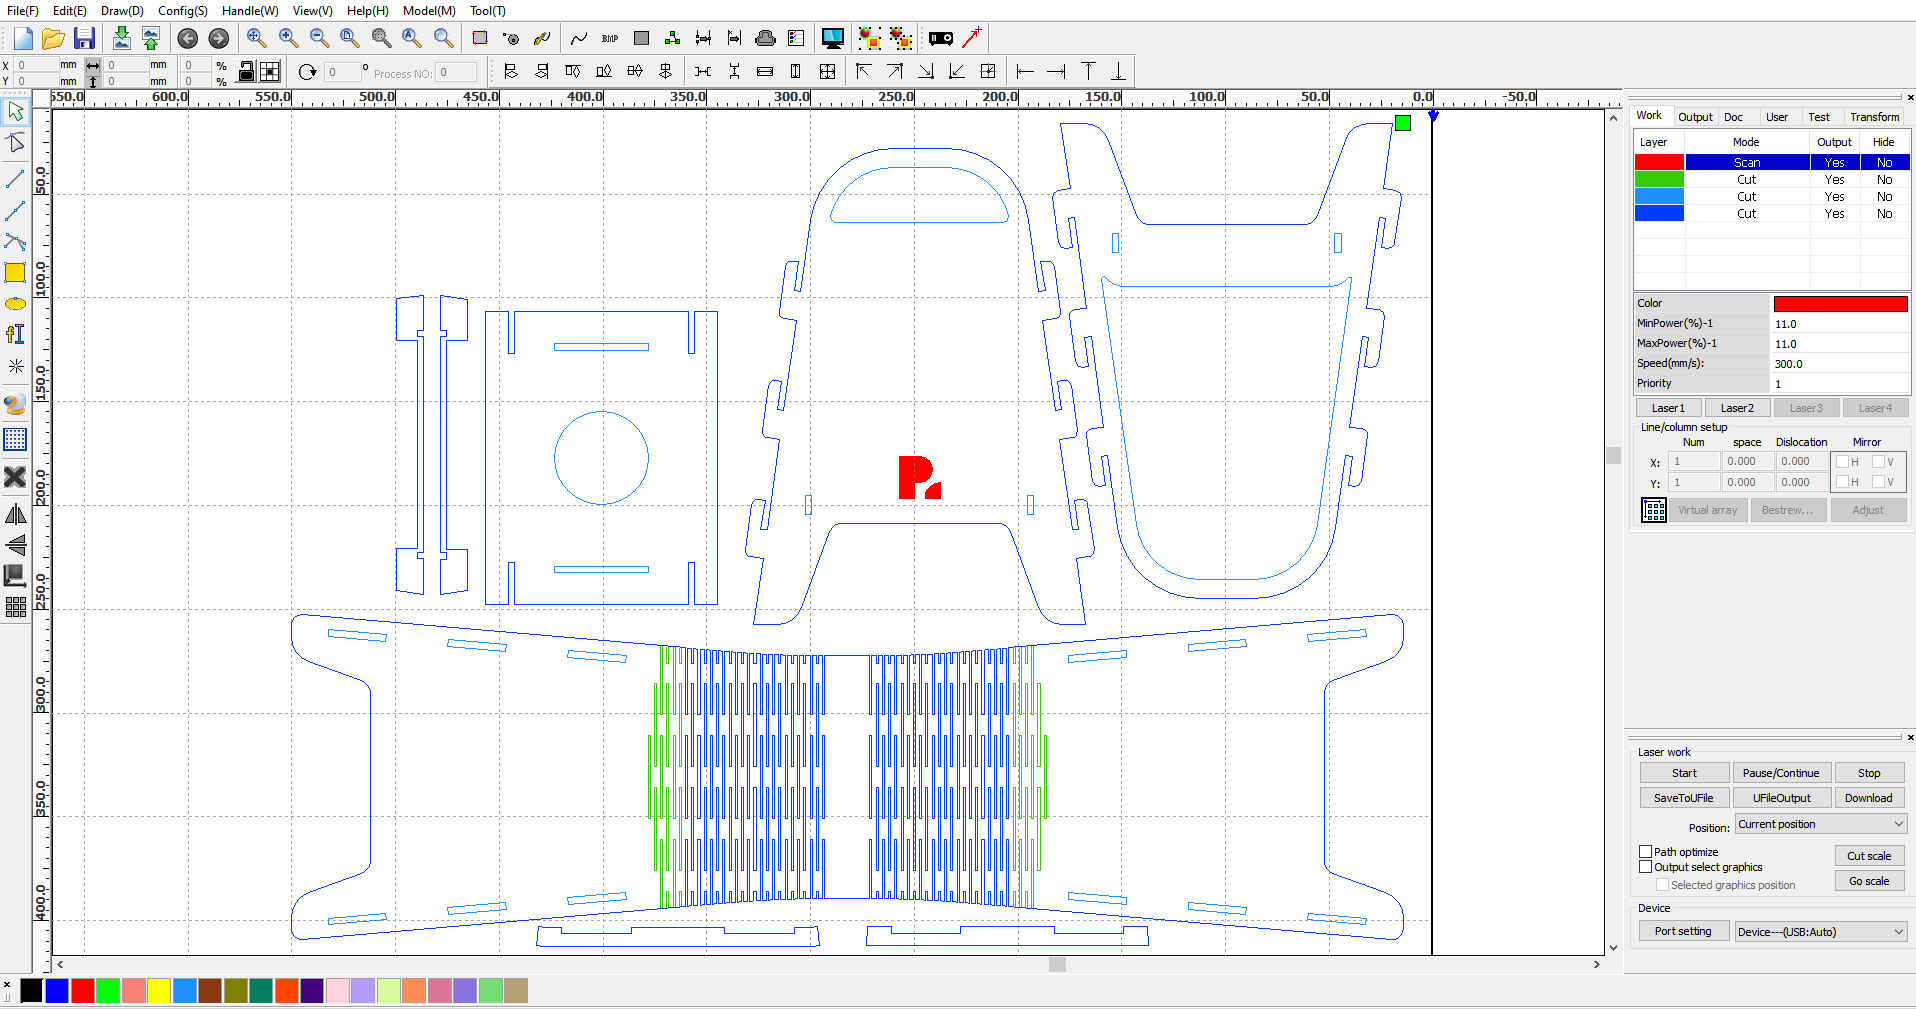 File(F) Edit(E) Draw(D) Config(S) Handle(W) View(V) Help(H) Model(M) Tool(T)
BMP
X 0 mm 0 mm 0 %
Y 0 mm 0 mm 0 %
0 ° Process NO: 0
550.0 600.0 550.0 500.0 450.0 400.0 350.0 300.0 250.0 200.0 150.0 100.0 50.0 0.0 -50.0
50.0
100.0
150.0
200.0
250.0
300.0
350.0
400.0
P
Work Output Doc User Test Transform
Layer Mode Output Hide
Scan Yes No
Cut Yes No
Cut Yes No
Cut Yes No
Color
MinPower(%)-1 11.0
MaxPower(%)-1 11.0
Speed(mm/s): 300.0
Priority 1
Laser1 Laser2 Laser3 Laser4
Line/column setup
Num space Dislocation Mirror
X: 1 0.000 0.000 H V
Y: 1 0.000 0.000 H V
Virtual array Bestrew... Adjust
Laser work
Start Pause/Continue Stop
SaveToUFile UFileOutput Download
Position: Current position
Path optimize
Output select graphics
Selected graphics position
Cut scale
Go scale
Device
Port setting Device---(USB:Auto)